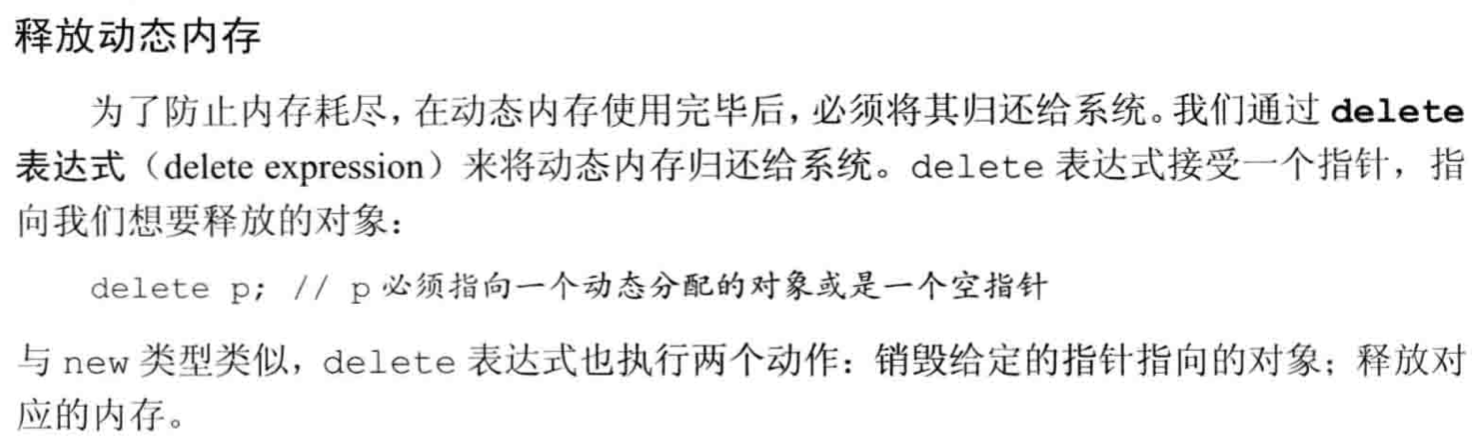 释放动态内存
为了防止内存耗尽，在动态内存使用完毕后，必须将其归还给系统。我们通过 delete
表达式（delete expression）来将动态内存归还给系统。delete 表达式接受一个指针，指
向我们想要释放的对象：
delete p; // p 必须指向一个动态分配的对象或是一个空指针
与 new 类型类似，delete 表达式也执行两个动作：销毁给定的指针指向的对象；释放对
应的内存。